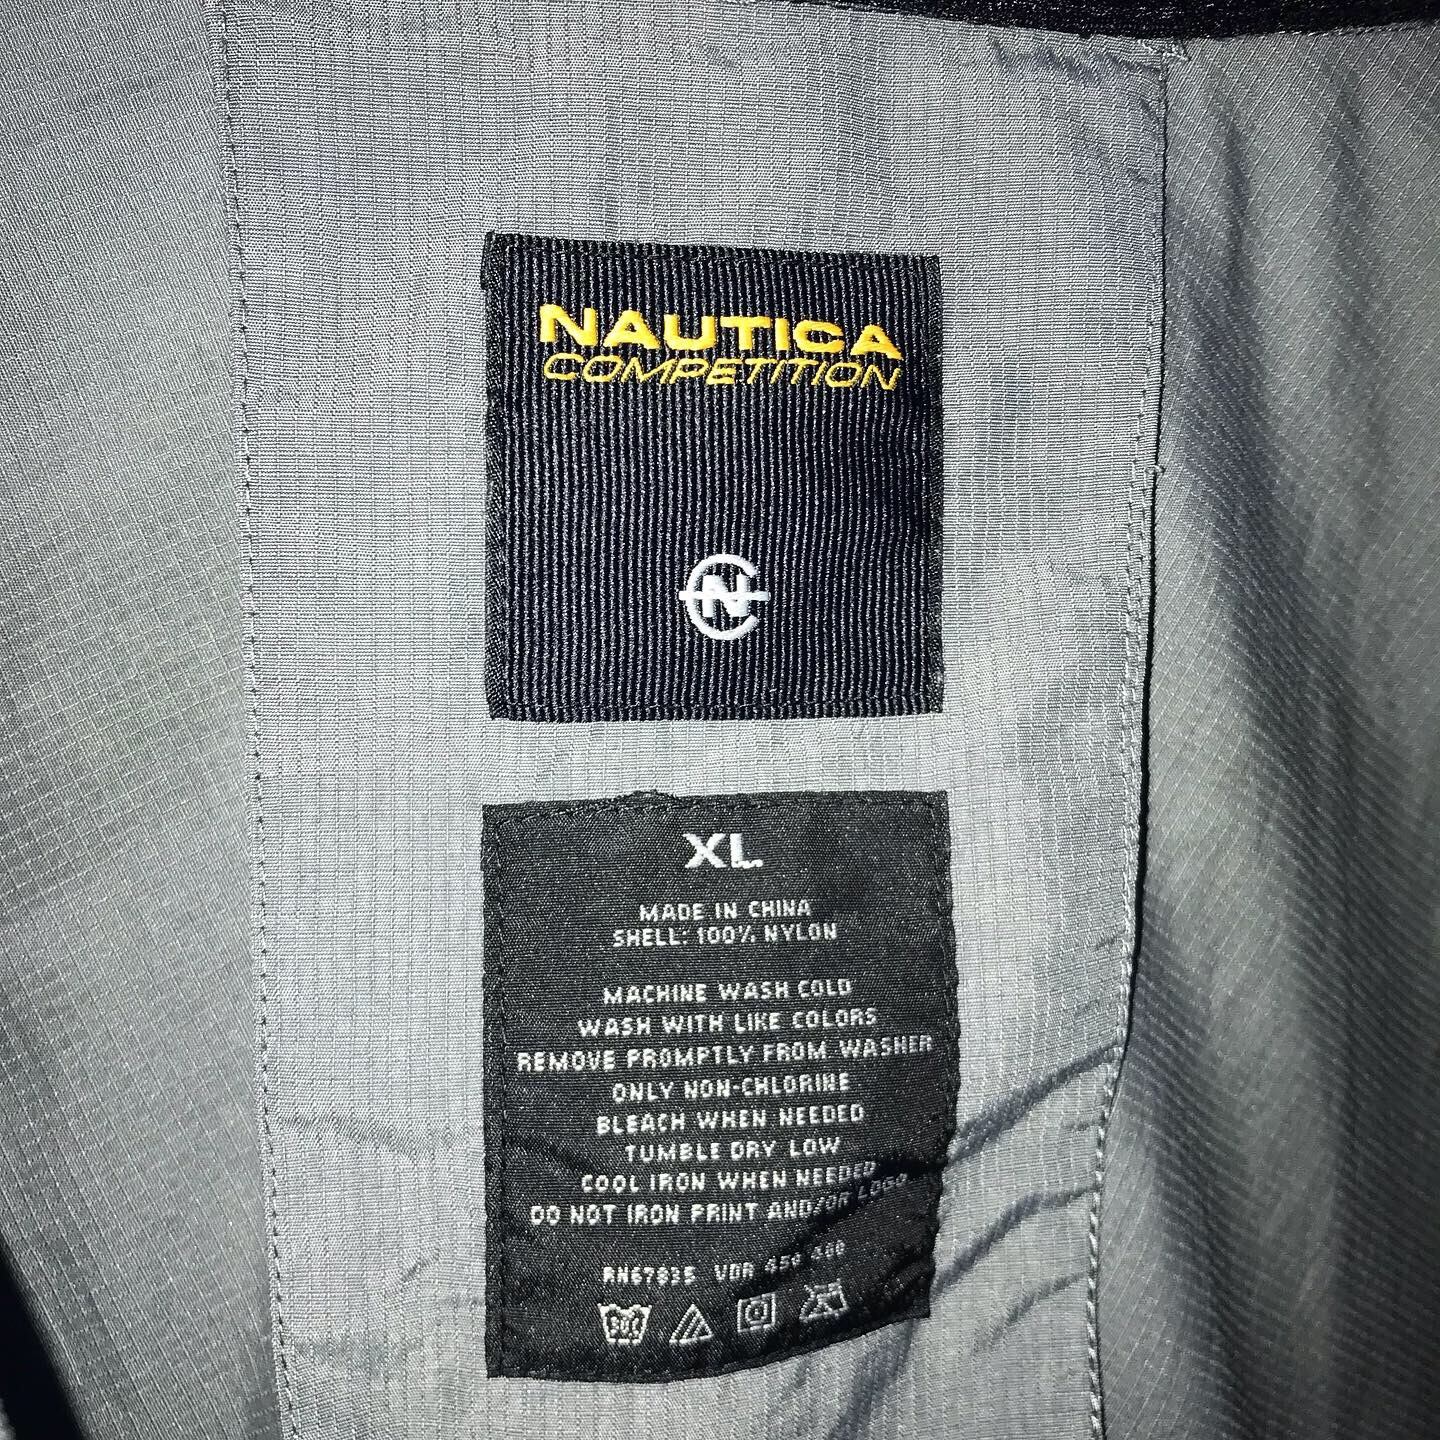 NAUTICA
COMPETITION
N
XL
MADE IN CHINA
SHELL: 100% NYLON
MACHINE WASH COLD
WASH WITH LIKE COLORS
REMOVE PROMPTLY FROM WASHER
ONLY NON-CHLORINE
BLEACH WHEN NEEDED
TUMBLE DRY LOW
COOL IRON WHEN NEEDED
DO NOT IRON PRINT AND/OR LOGO
RN67835 VDR